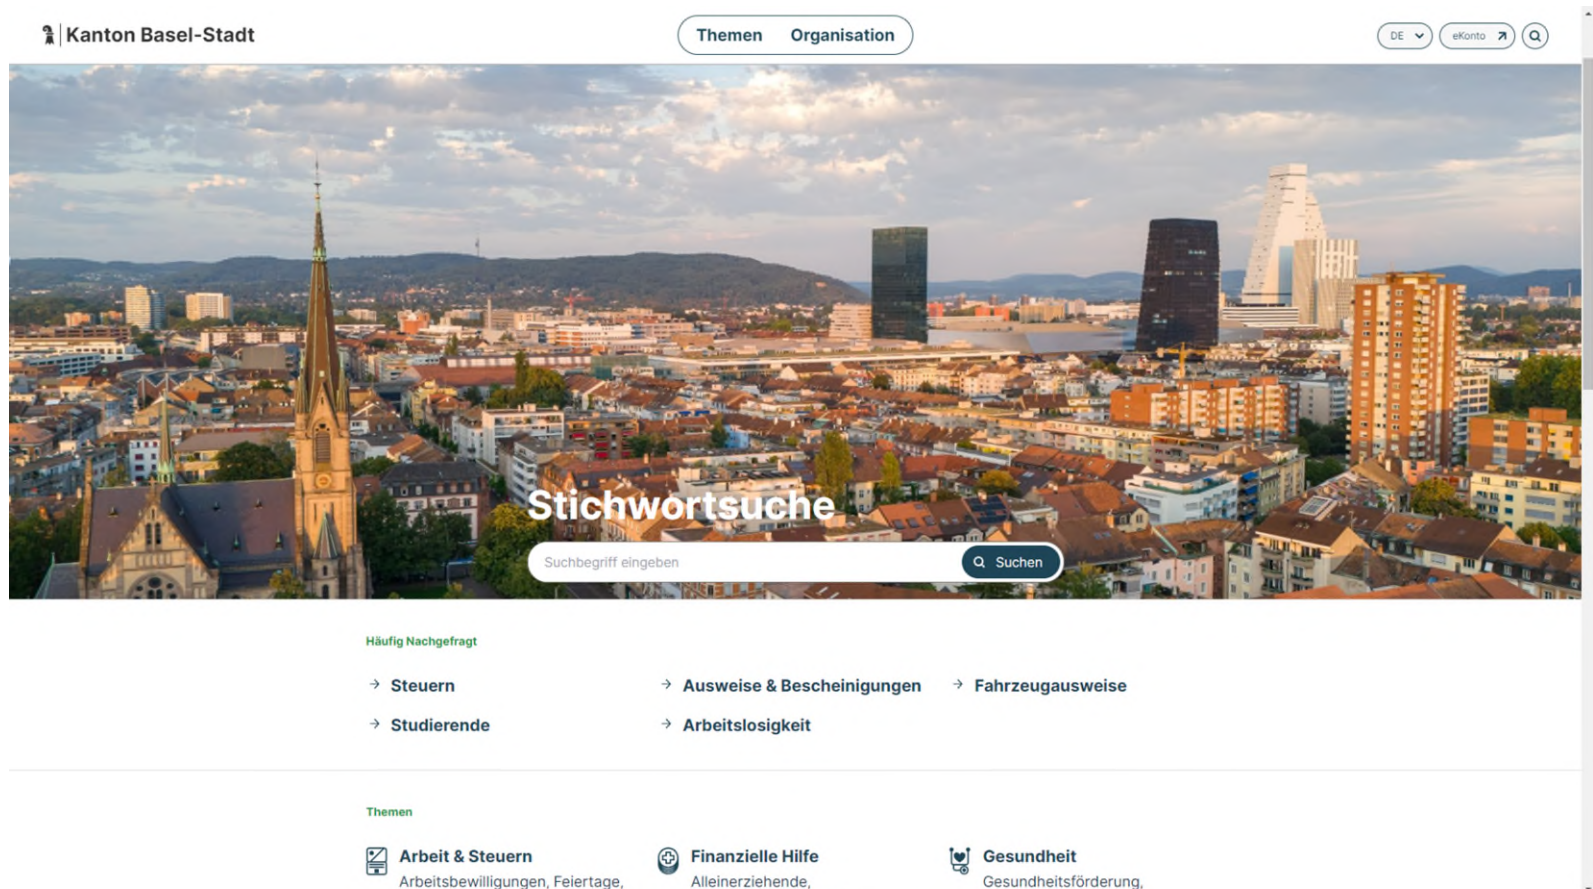 Kanton Basel-Stadt
Themen Organisation
DE eKonto
Stichwortsuche
Suchbegriff eingeben Suchen
Häufig Nachgefragt
Steuern Ausweise & Bescheinigungen Fahrzeugausweise
Studierende Arbeitslosigkeit
Themen
Arbeit & Steuern Finanzielle Hilfe Gesundheit
Arbeitsbewilligungen, Feiertage, Alleinerziehende, Gesundheitsförderung,